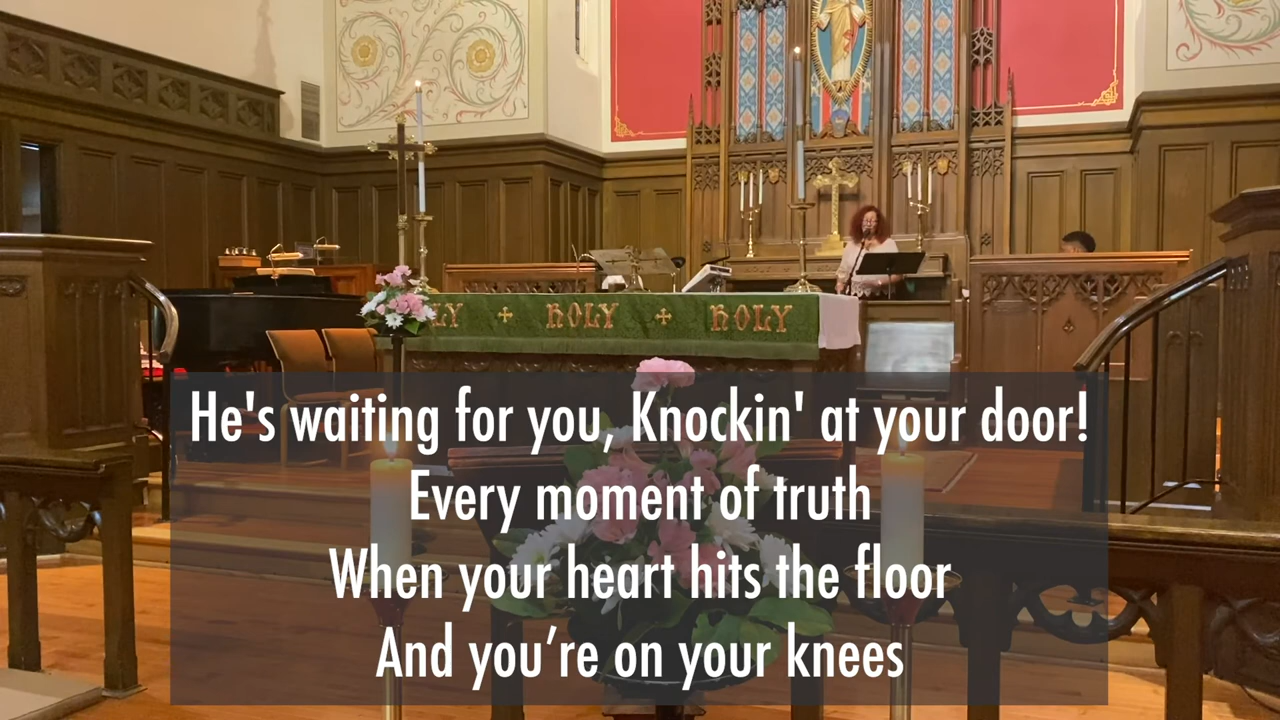 LY HOLY HOLY
He's waiting for you, Knockin' at your door!
Every moment of truth
When your heart hits the floor
And you’re on your knees